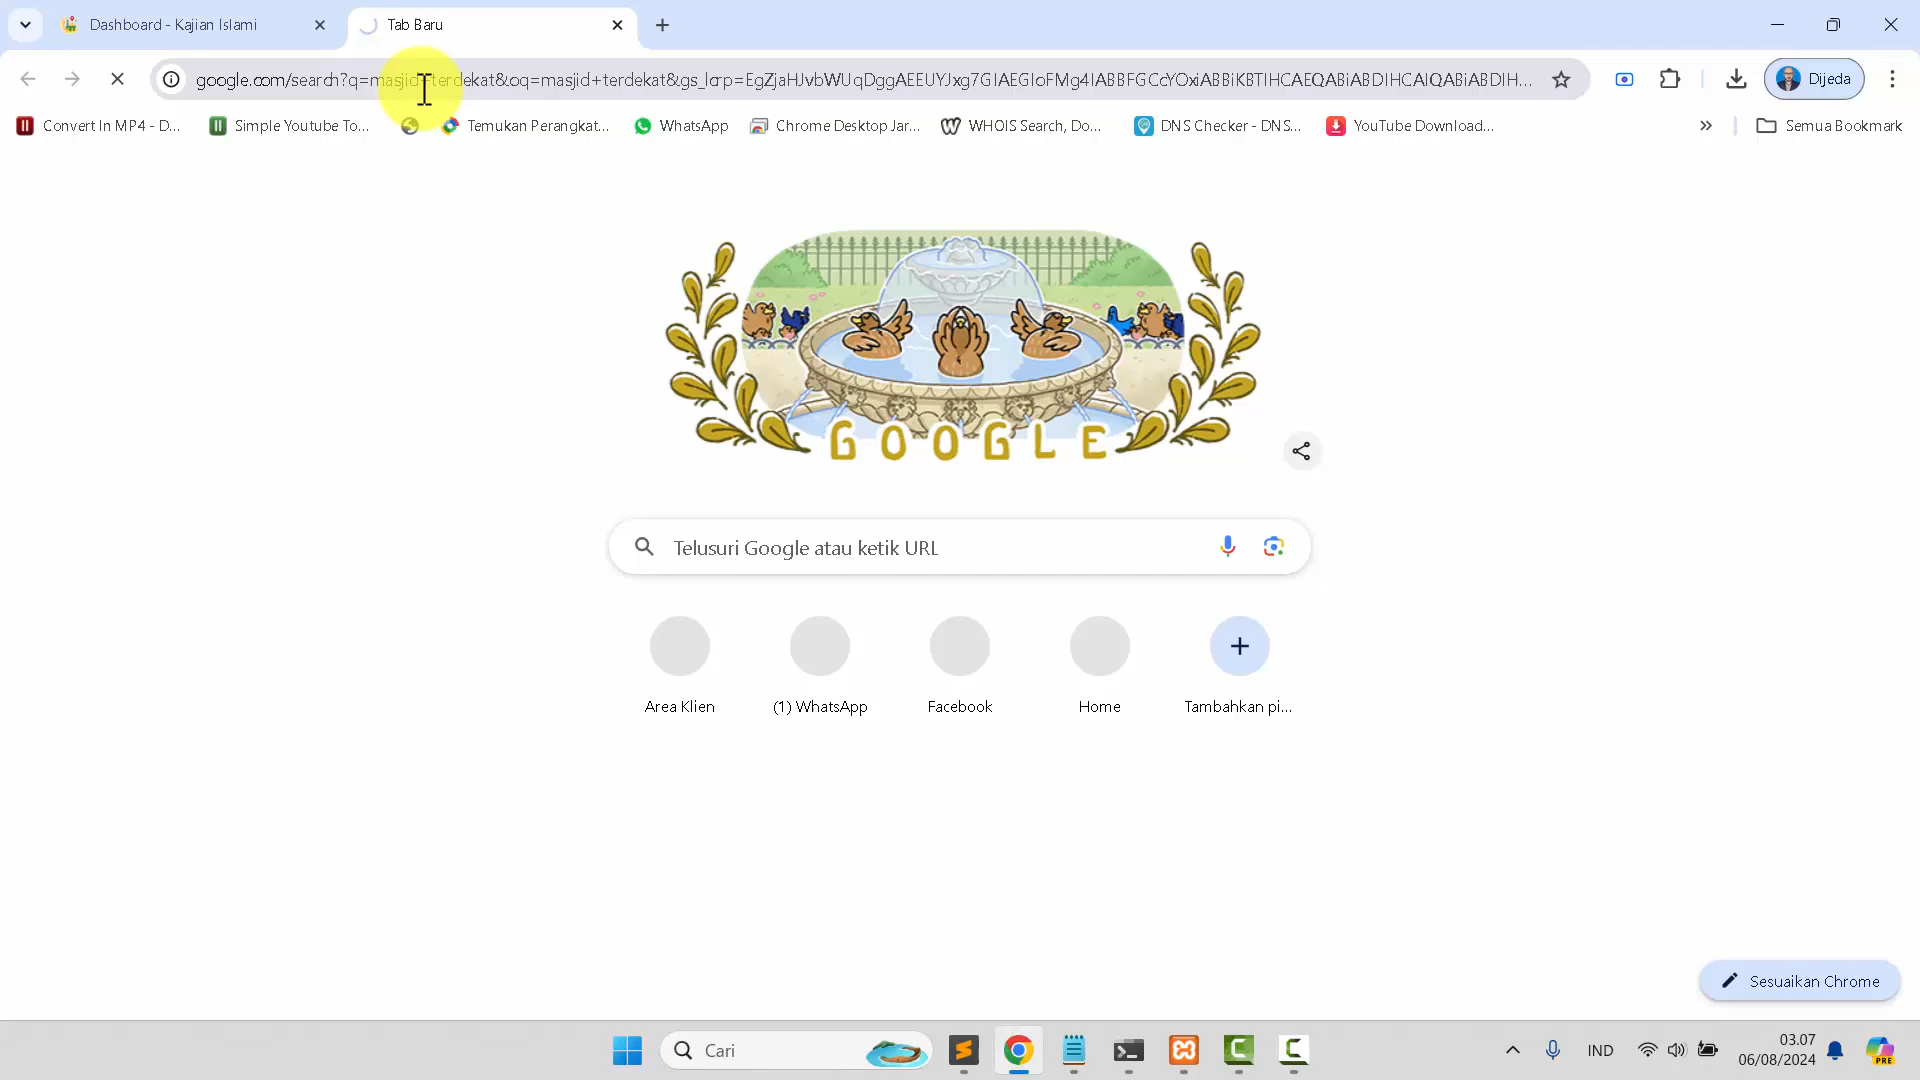 Dashboard - Kajian Islami
Tab Baru
google.com/search?q=masjid+terdekat&oq=masjid+terdekat&gs_lcrp=EgZjaHJvbWUqDggAEEUYJxg7GIAEGIoFMg4IABBFGCcYOxiABBiKBTIHCAEQABiABDIHCAIQABiABDIH...
Dijeda
Convert In MP4 - D...
Simple Youtube To...
Temukan Perangkat...
WhatsApp
Chrome Desktop Jar...
WHOIS Search, Do...
DNS Checker - DNS...
YouTube Download...
Semua Bookmark
GOOGLE
Telusuri Google atau ketik URL
Area Klien
(1) WhatsApp
Facebook
Home
Tambahkan pi...
Sesuaikan Chrome
Cari
IND
03.07
06/08/2024
PRE